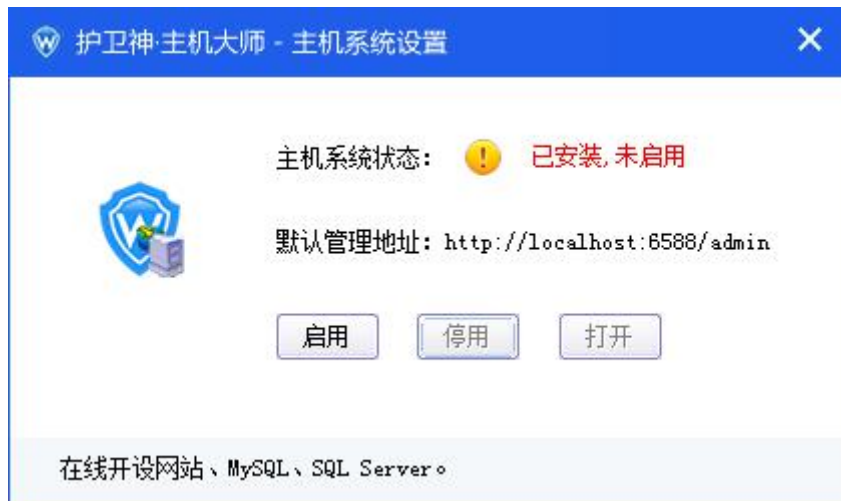 护卫神·主机大师 - 主机系统设置
主机系统状态： 已安装, 未启用
默认管理地址：http://localhost:6588/admin
启用 停用 打开
在线开设网站、MySQL、SQL Server。